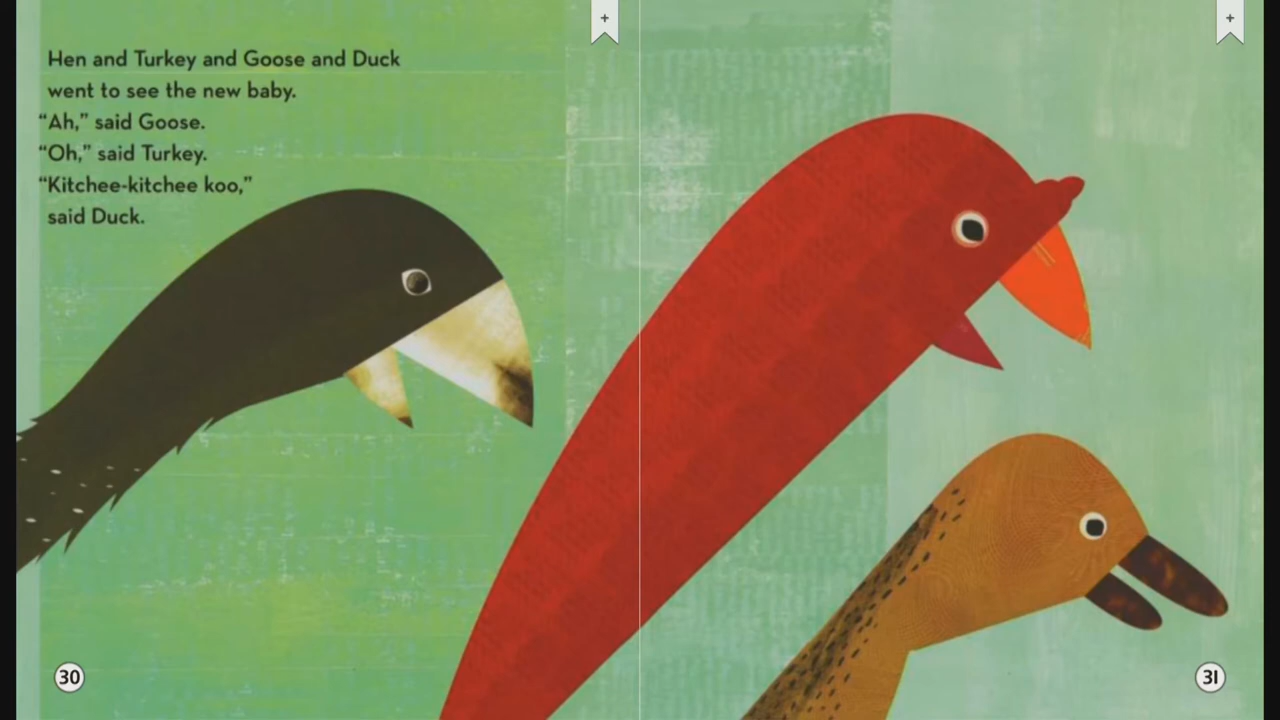 Hen and Turkey and Goose and Duck
went to see the new baby.
“Ah,” said Goose.
“Oh,” said Turkey.
“Kitchee-kitchee koo,”
said Duck.
30
31